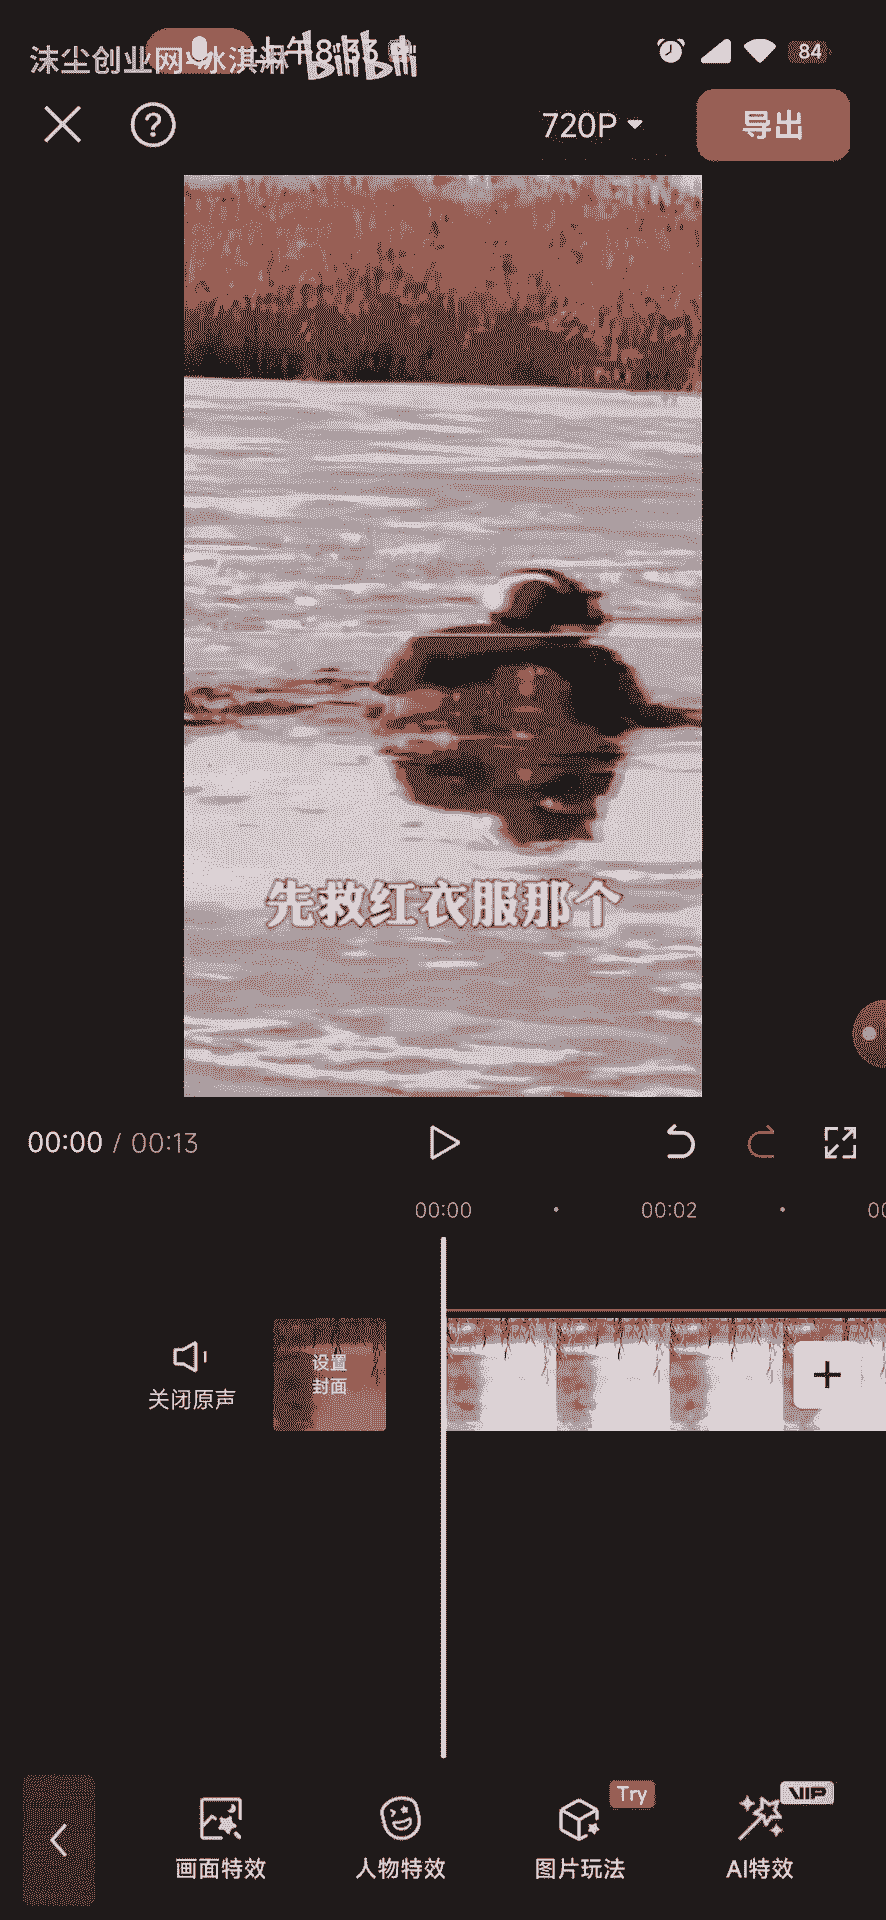 沫尘创业网-冰淇淋
上午8:33
bilibili
84
720P
导出
先救红衣服那个
00:00 / 00:13
00:00
00:02
关闭原声
设置
封面
Try
VIP
画面特效
人物特效
图片玩法
AI特效